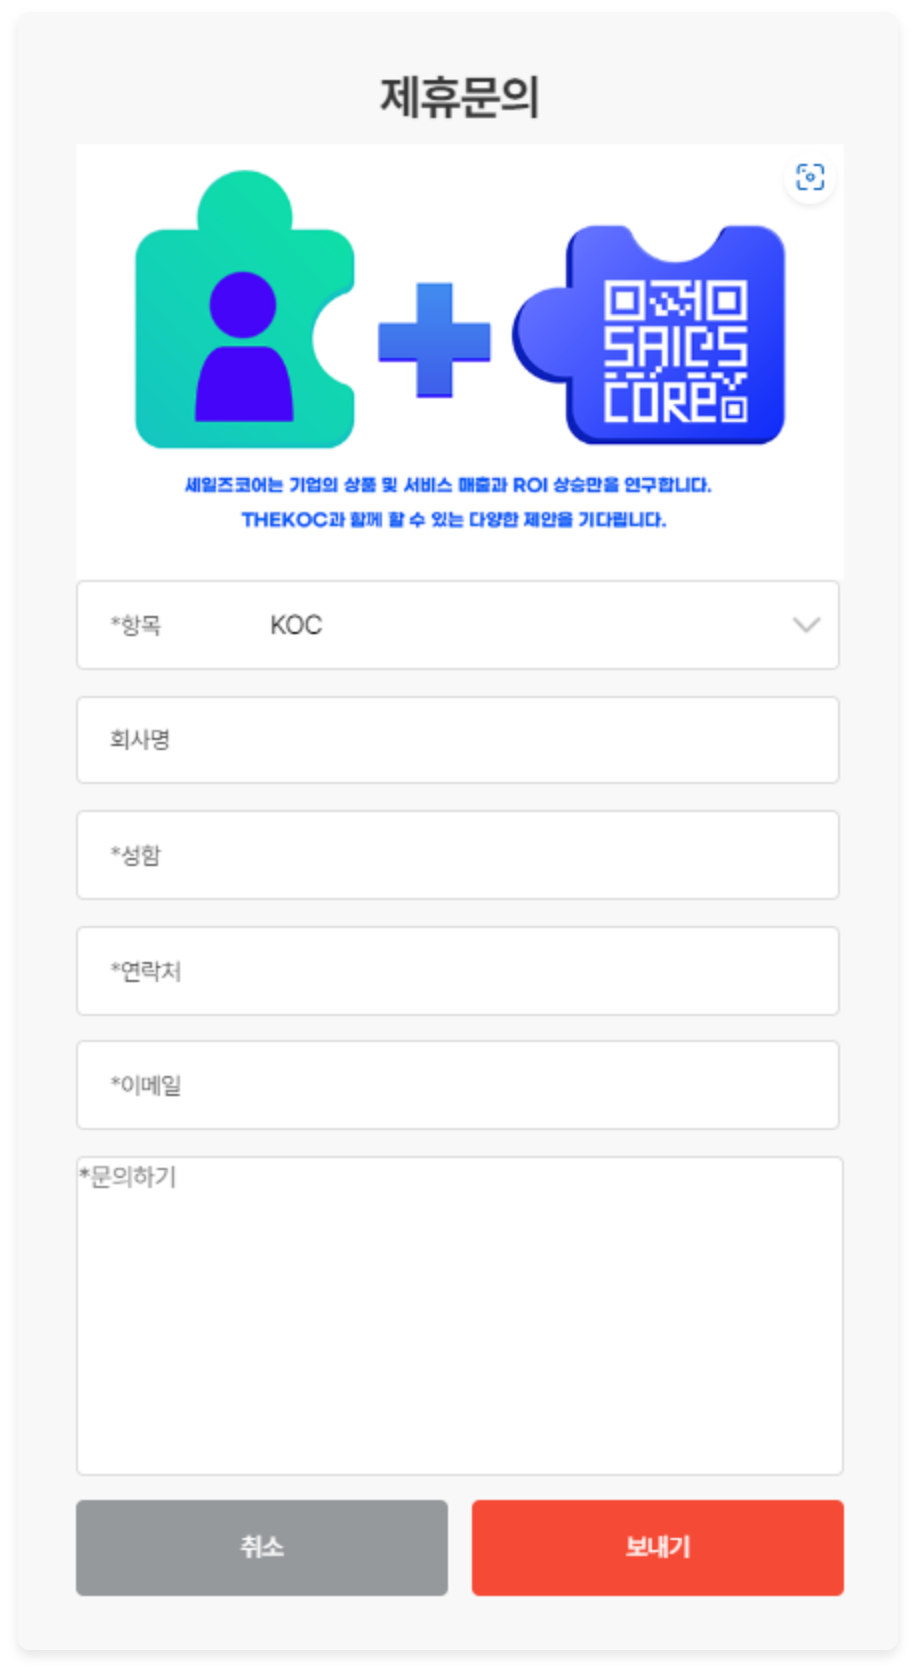 제휴문의
SALES
CORE
세일즈코어는 기업의 상품 및 서비스 매출과 ROI 상승만을 연구합니다.
THEKOC과 함께 할 수 있는 다양한 제안을 기다립니다.
*항목 KOC
회사명
*성함
*연락처
*이메일
*문의하기
취소 보내기